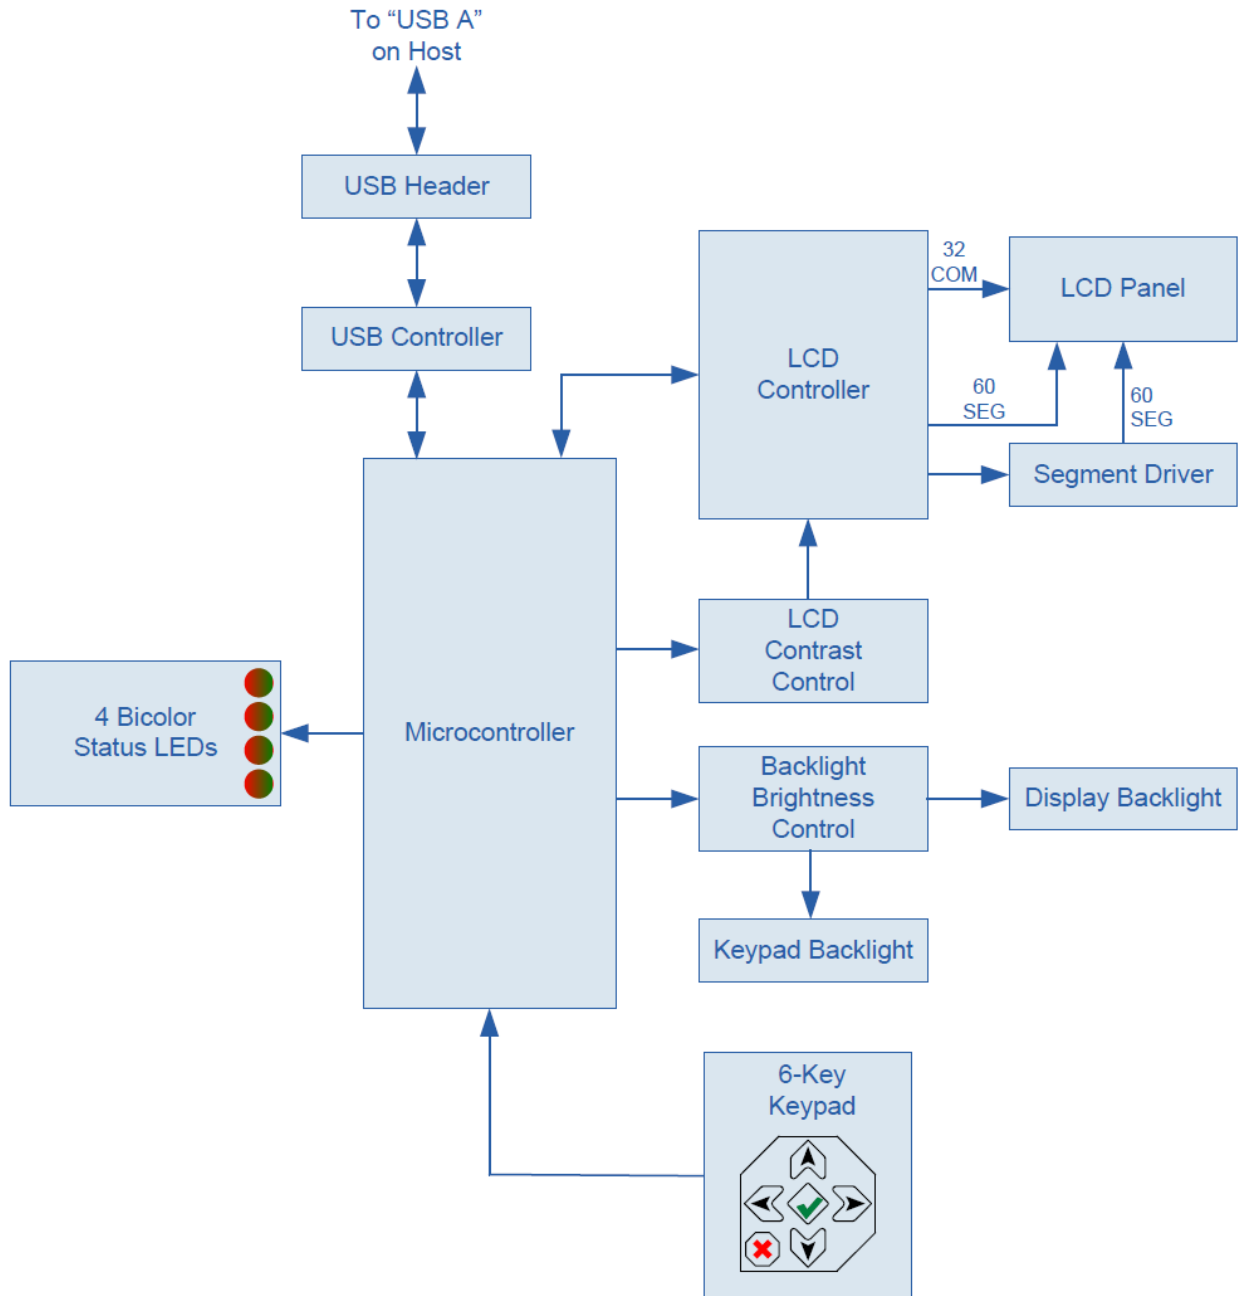 To “USB A”
on Host
USB Header
USB Controller
32
COM
LCD Panel
LCD
Controller
60
SEG
60
SEG
Segment Driver
LCD
Contrast
Control
4 Bicolor
Status LEDs
Microcontroller
Backlight
Brightness
Control
Display Backlight
Keypad Backlight
6-Key
Keypad